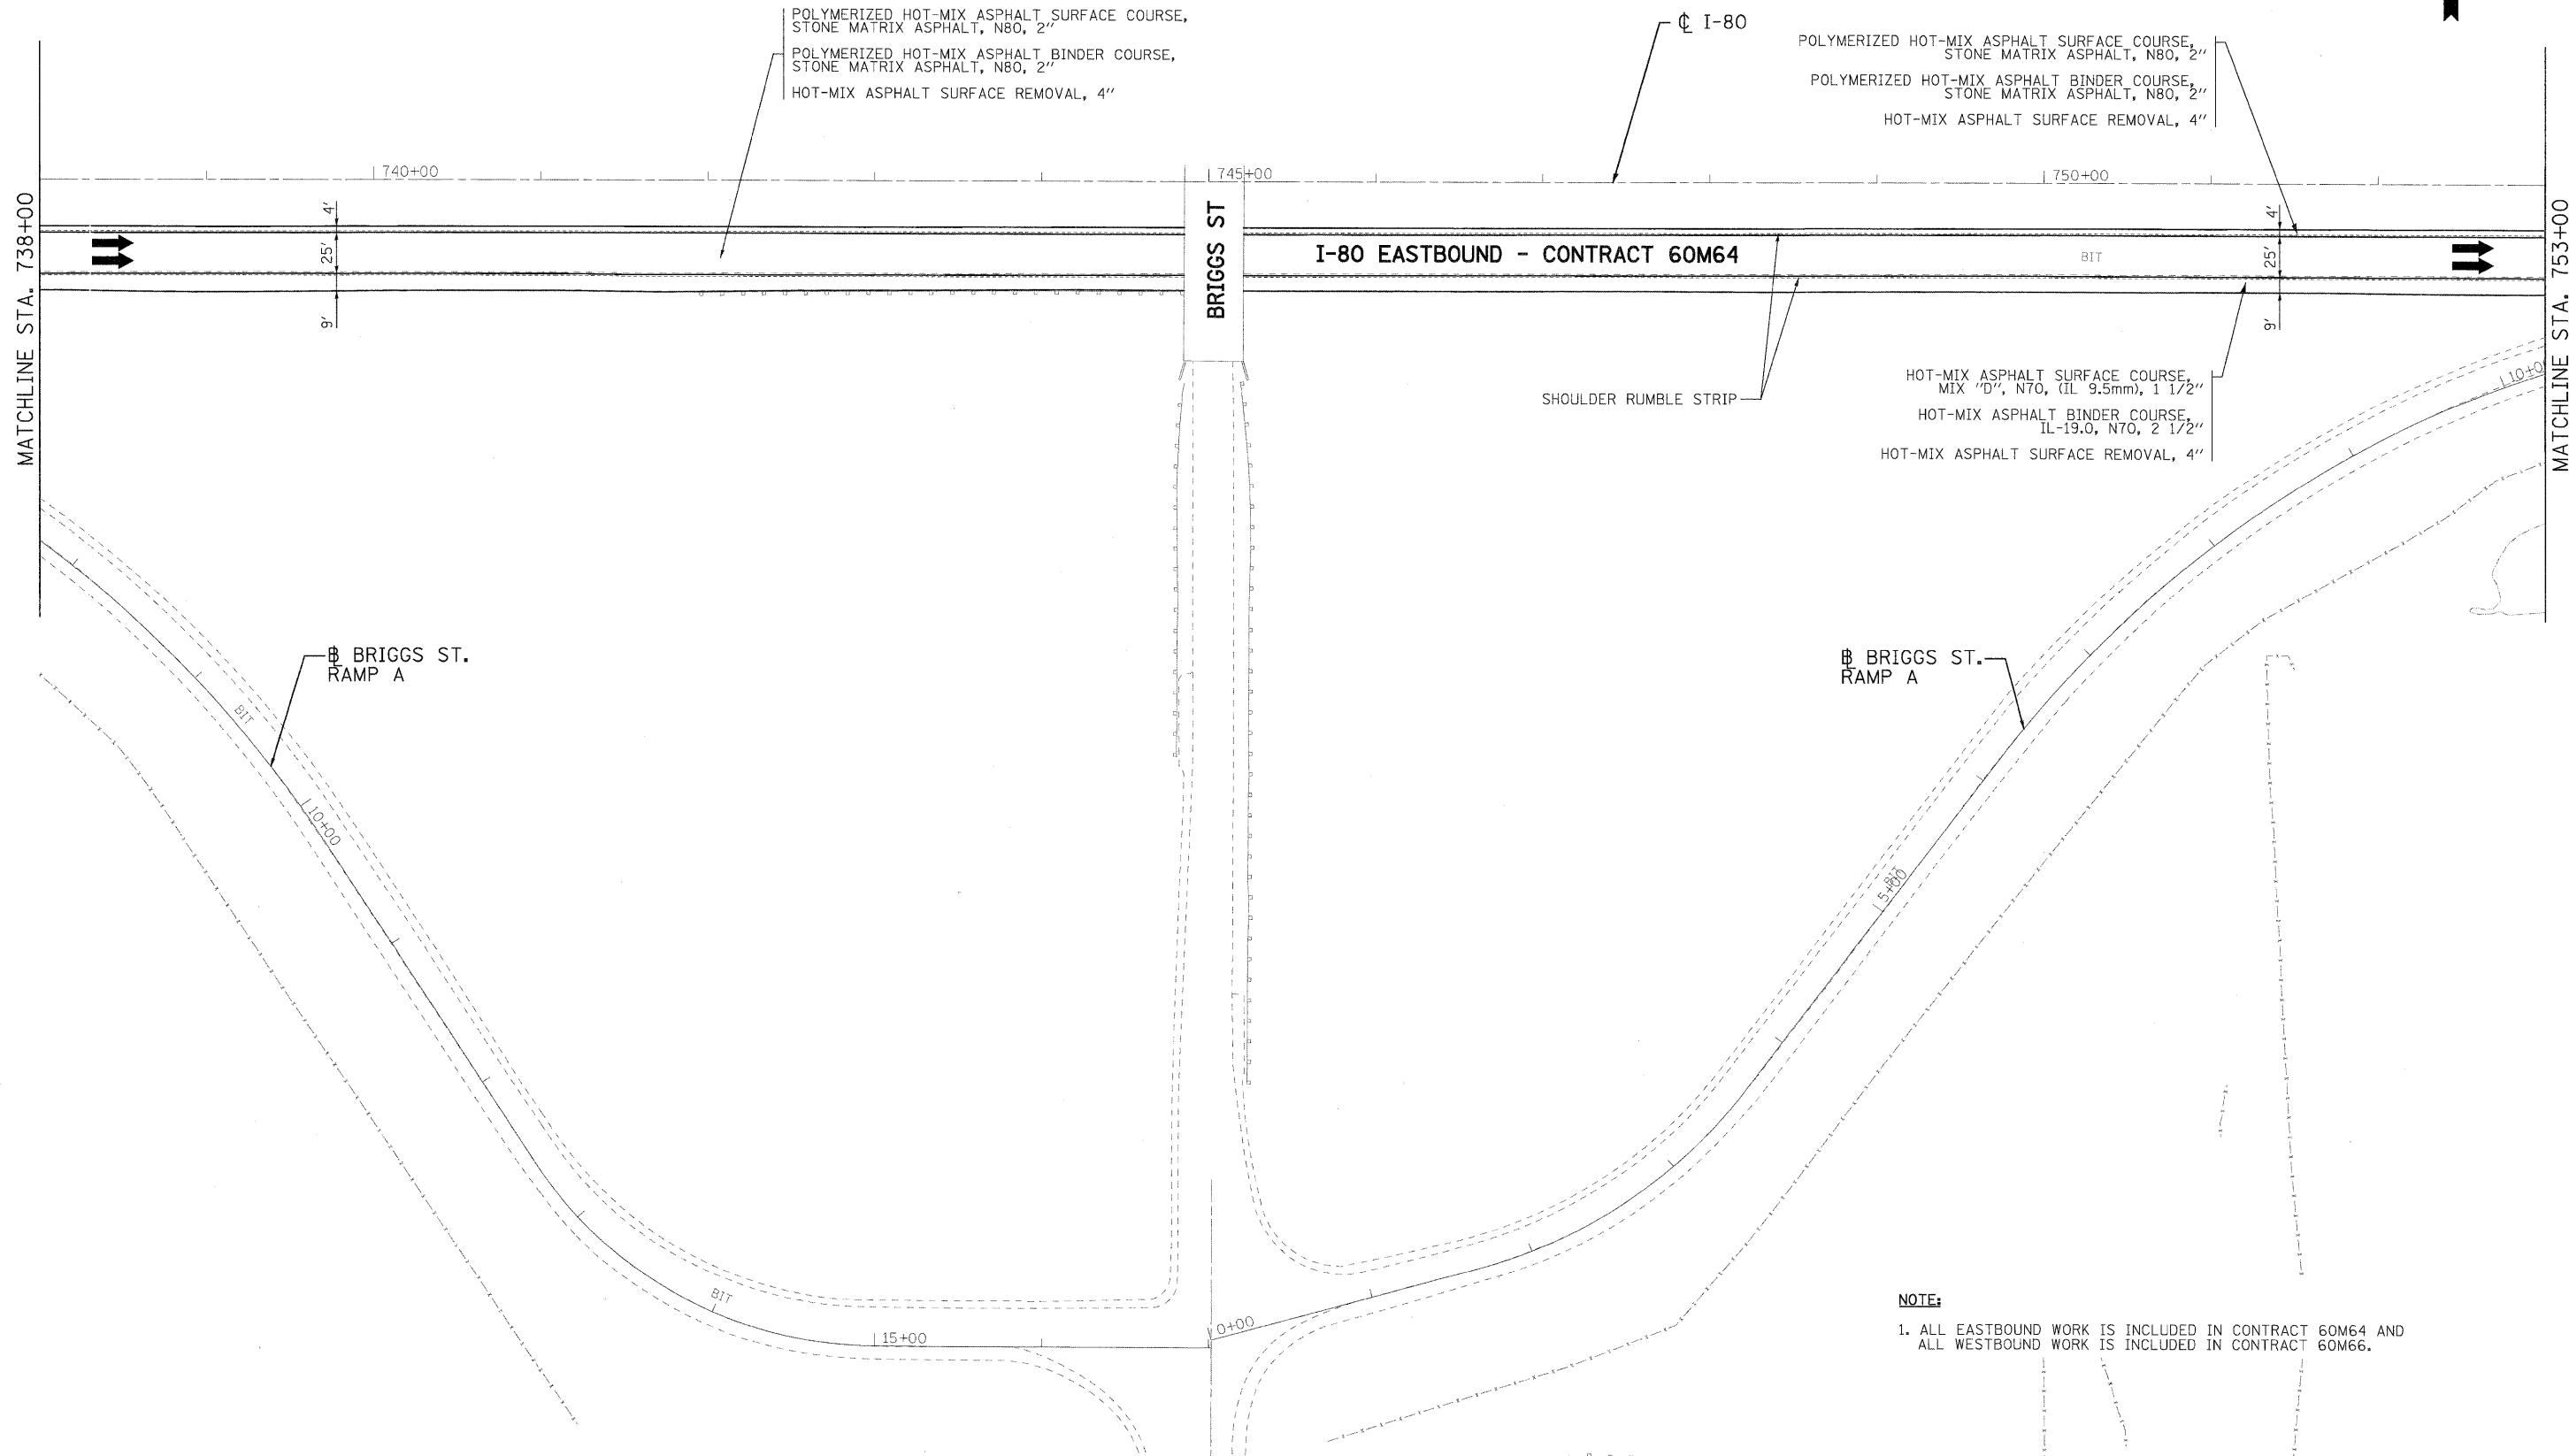 POLYMERIZED HOT-MIX ASPHALT SURFACE COURSE,
STONE MATRIX ASPHALT, N80, 2"
POLYMERIZED HOT-MIX ASPHALT BINDER COURSE,
STONE MATRIX ASPHALT, N80, 2"
HOT-MIX ASPHALT SURFACE REMOVAL, 4"
℄ I-80
POLYMERIZED HOT-MIX ASPHALT SURFACE COURSE,
STONE MATRIX ASPHALT, N80, 2"
POLYMERIZED HOT-MIX ASPHALT BINDER COURSE,
STONE MATRIX ASPHALT, N80, 2"
HOT-MIX ASPHALT SURFACE REMOVAL, 4"
740+00
745+00
750+00
MATCHLINE STA. 738+00
4'
25'
9'
BRIGGS ST
I-80 EASTBOUND - CONTRACT 60M64
BIT
4'
25'
9'
MATCHLINE STA. 753+00
SHOULDER RUMBLE STRIP
HOT-MIX ASPHALT SURFACE COURSE,
MIX "D", N70, (IL 9.5mm), 1 1/2"
HOT-MIX ASPHALT BINDER COURSE,
IL-19.0, N70, 2 1/2"
HOT-MIX ASPHALT SURFACE REMOVAL, 4"
10+0
BL BRIGGS ST.
RAMP A
BL BRIGGS ST.
RAMP A
BIT
10+00
BIT
5+00
BIT
15+00
0+00
NOTE:
1. ALL EASTBOUND WORK IS INCLUDED IN CONTRACT 60M64 AND
ALL WESTBOUND WORK IS INCLUDED IN CONTRACT 60M66.